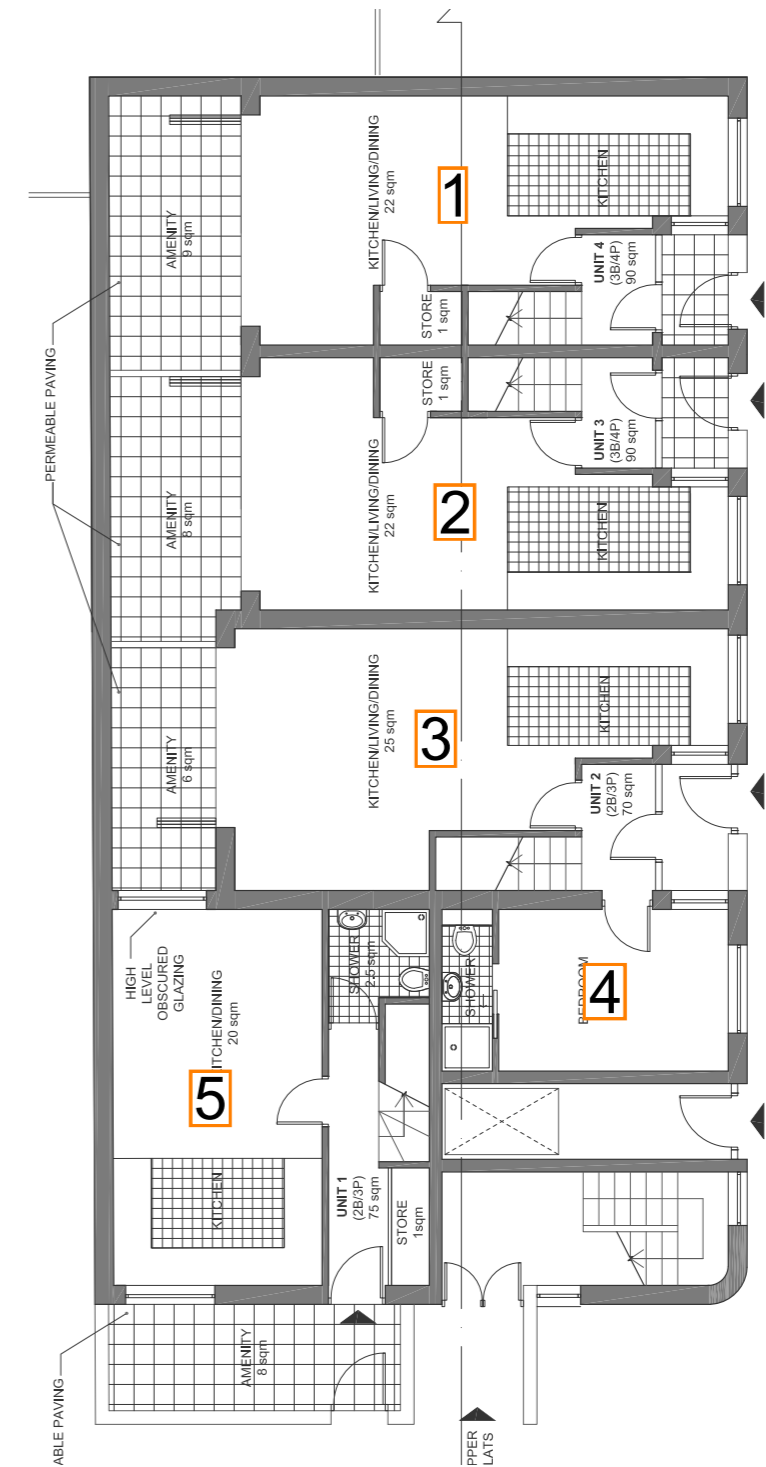 KITCHEN/LIVING/DINING
22 sqm
1
KITCHEN
AMENITY
9 sqm
UNIT 4
(3B/4P)
90 sqm
STORE
1 sqm
PERMEABLE PAVING
STORE
1 sqm
UNIT 3
(3B/4P)
90 sqm
AMENITY
8 sqm
KITCHEN/LIVING/DINING
22 sqm
2
KITCHEN
KITCHEN/LIVING/DINING
25 sqm
3
KITCHEN
AMENITY
6 sqm
UNIT 2
(2B/3P)
70 sqm
HIGH
LEVEL
OBSCURED
GLAZING
SHOWER
2.5 sqm
SHOWER
BEDROOM
4
ITCHEN/DINING
20 sqm
5
KITCHEN
UNIT 1
(2B/3P)
75 sqm
STORE
1sqm
AMENITY
8 sqm
ABLE PAVING
PPER
LATS